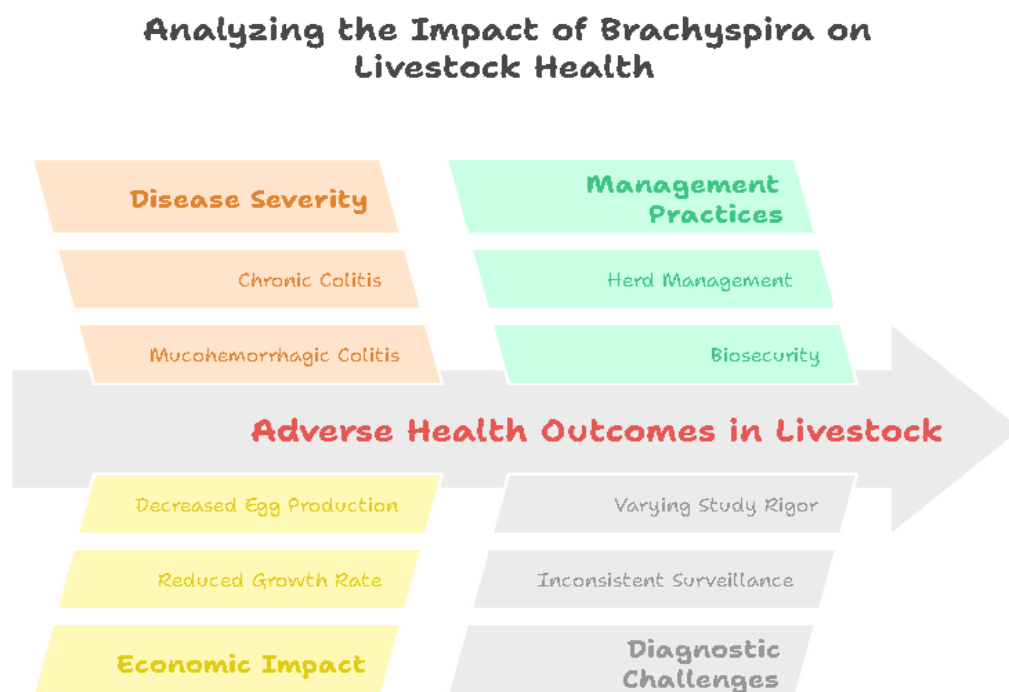 Analyzing the Impact of Brachyspira on
Livestock Health
Disease Severity
Chronic Colitis
Mucohemorrhagic Colitis
Management
Practices
Herd Management
Biosecurity
Adverse Health Outcomes in Livestock
Decreased Egg Production
Reduced Growth Rate
Economic Impact
Varying Study Rigor
Inconsistent Surveillance
Diagnostic
Challenges